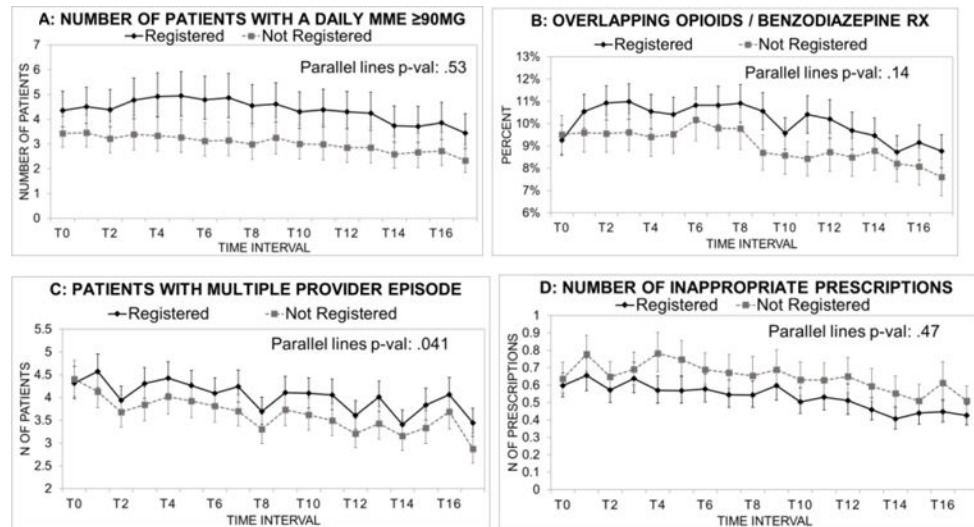 A: NUMBER OF PATIENTS WITH A DAILY MME ≥90MG
Registered Not Registered
Parallel lines p-val: .53
NUMBER OF PATIENTS
7
6
5
4
3
2
1
0
T0 T2 T4 T6 T8 T10 T12 T14 T16
TIME INTERVAL
B: OVERLAPPING OPIOIDS / BENZODIAZEPINE RX
Registered Not Registered
Parallel lines p-val: .14
PERCENT
13%
12%
11%
10%
9%
8%
7%
6%
T0 T2 T4 T6 T8 T10 T12 T14 T16
TIME INTERVAL
C: PATIENTS WITH MULTIPLE PROVIDER EPISODE
Registered Not Registered
Parallel lines p-val: .041
N OF PATIENTS
5.5
5
4.5
4
3.5
3
2.5
2
T0 T2 T4 T6 T8 T10 T12 T14 T16
TIME INTERVAL
D: NUMBER OF INAPPROPRIATE PRESCRIPTIONS
Registered Not Registered
Parallel lines p-val: .47
N OF PRESCRIPTIONS
1
0.9
0.8
0.7
0.6
0.5
0.4
0.3
0.2
0.1
0
T0 T2 T4 T6 T8 T10 T12 T14 T16
TIME INTERVAL